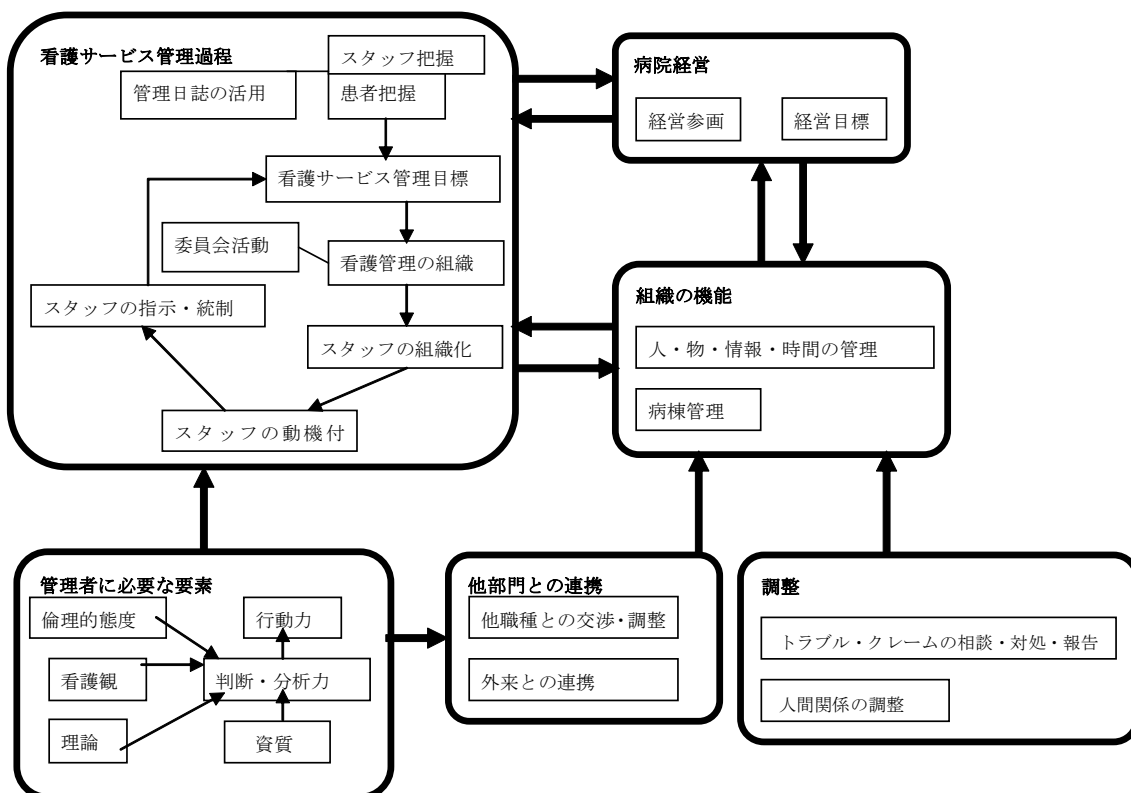 看護サービス管理過程
スタッフ把握
管理日誌の活用
患者把握
看護サービス管理目標
委員会活動
看護管理の組織
スタッフの指示・統制
スタッフの組織化
スタッフの動機付
病院経営
経営参画
経営目標
組織の機能
人・物・情報・時間の管理
病棟管理
管理者に必要な要素
倫理的態度
行動力
看護観
判断・分析力
理論
資質
他部門との連携
他職種との交渉・調整
外来との連携
調整
トラブル・クレームの相談・対処・報告
人間関係の調整